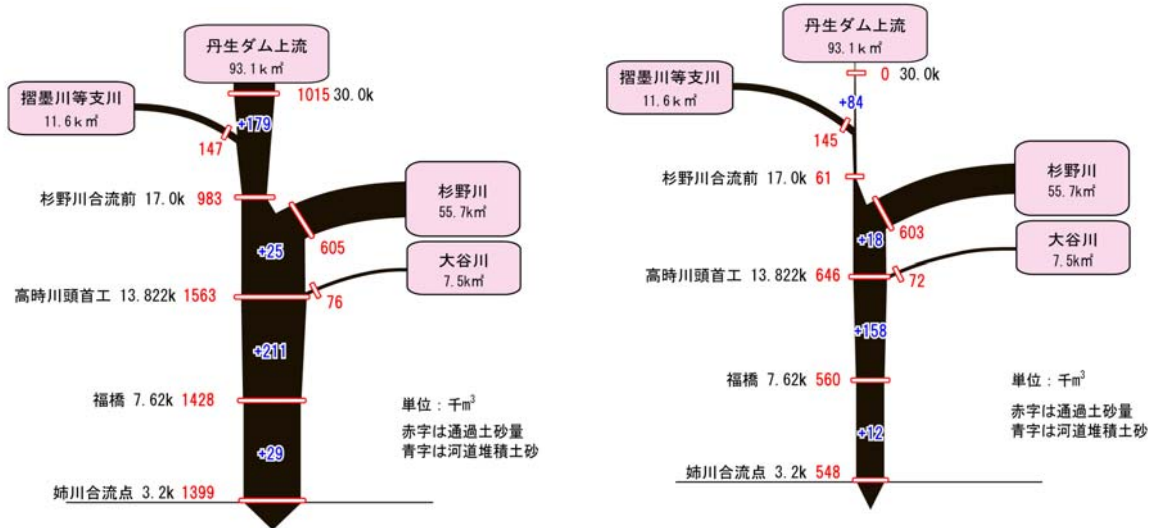 丹生ダム上流
93.1k㎡
1015 30.0k
摺墨川等支川
11.6k㎡
+179
147
杉野川合流前 17.0k 983
杉野川
55.7k㎡
605
+25
大谷川
7.5k㎡
高時川頭首工 13.822k 1563
76
+211
福橋 7.62k 1428
単位：千㎥
赤字は通過土砂量
青字は河道堆積土砂
+29
姉川合流点 3.2k 1399
丹生ダム上流
93.1k㎡
0 30.0k
摺墨川等支川
11.6k㎡
+84
145
杉野川合流前 17.0k 61
杉野川
55.7k㎡
603
+18
大谷川
7.5k㎡
高時川頭首工 13.822k 646
72
+158
福橋 7.62k 560
単位：千㎥
赤字は通過土砂量
青字は河道堆積土砂
+12
姉川合流点 3.2k 548